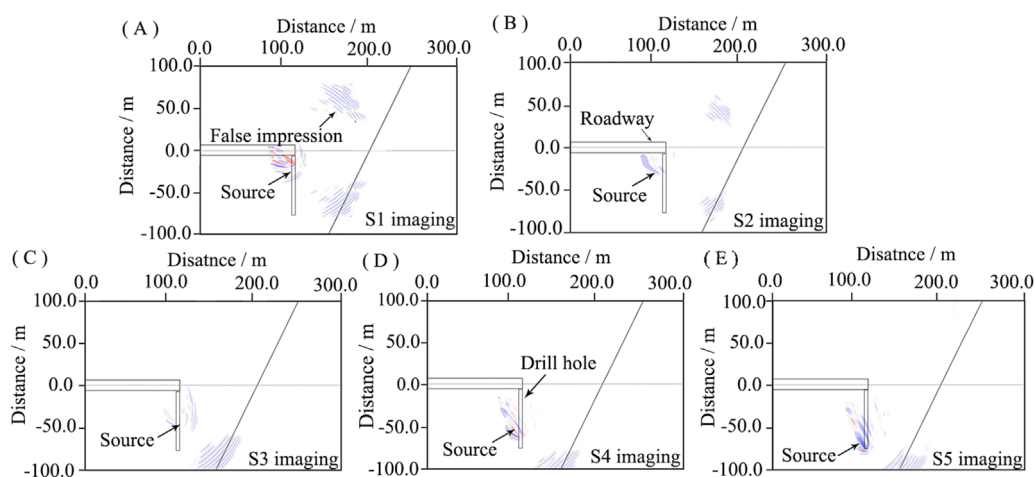 ( A )
Distance / m
0.0 100.0 200.0 300.0
100.0
50.0
0.0
-50.0
-100.0
Distance / m
False impression
Source
S1 imaging
( B )
Distance / m
0.0 100.0 200.0 300.0
100.0
50.0
0.0
-50.0
-100.0
Distance / m
Roadway
Source
S2 imaging
( C )
Disatnce / m
0.0 100.0 200.0 300.0
100.0
50.0
0.0
-50.0
-100.0
Distance / m
Source
S3 imaging
( D )
Distance / m
0.0 100.0 200.0 300.0
100.0
50.0
0.0
-50.0
-100.0
Distance / m
Drill hole
Source
S4 imaging
( E )
Disatnce / m
0.0 100.0 200.0 300.0
100.0
50.0
0.0
-50.0
-100.0
Distance / m
Source
S5 imaging